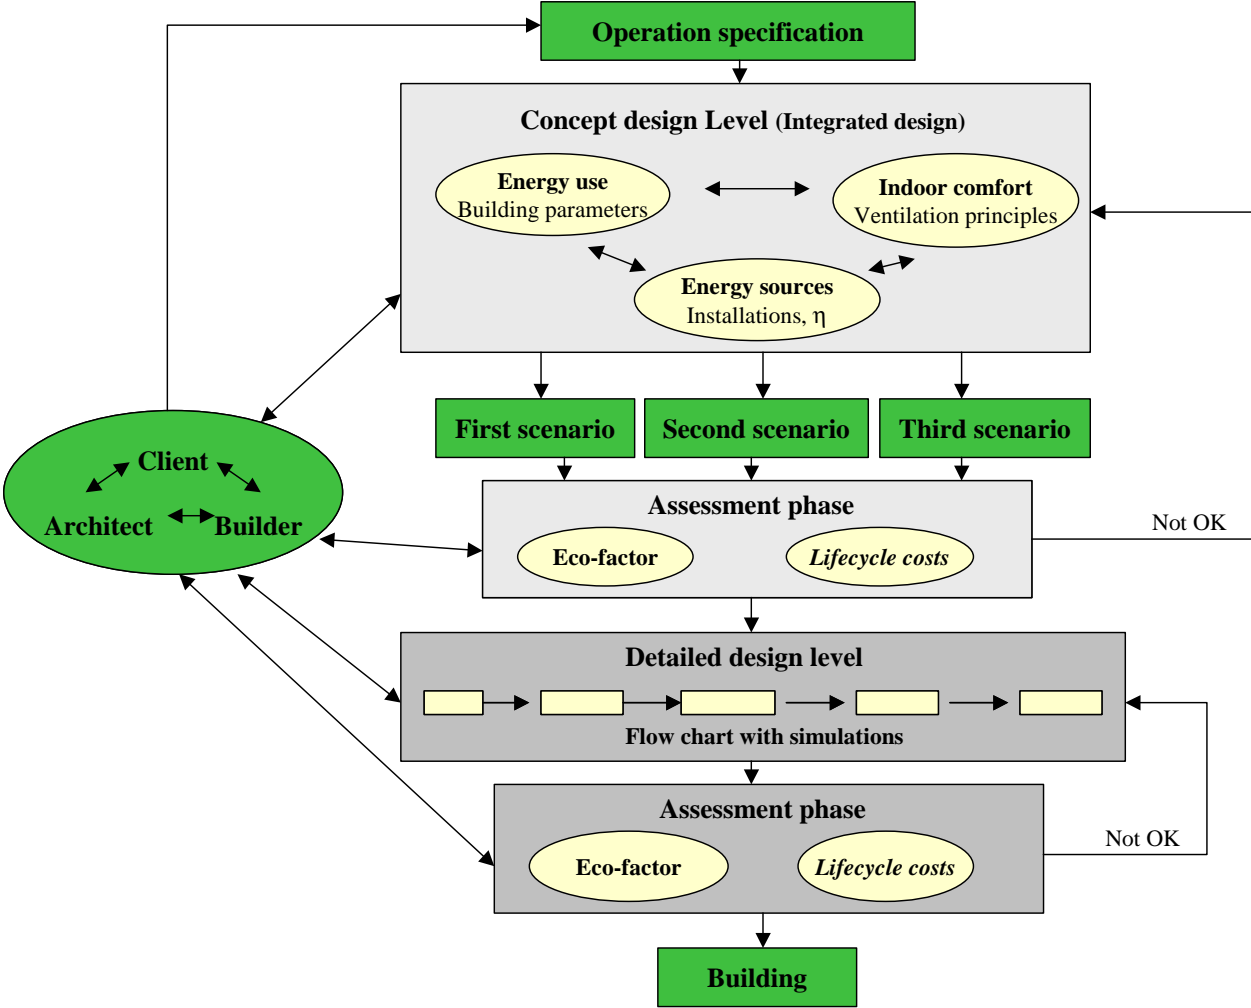 Operation specification
Concept design Level (Integrated design)
Energy use
Building parameters
Indoor comfort
Ventilation principles
Energy sources
Installations, η
First scenario
Second scenario
Third scenario
Client
Architect
Builder
Assessment phase
Eco-factor
Lifecycle costs
Not OK
Detailed design level
Flow chart with simulations
Assessment phase
Eco-factor
Lifecycle costs
Not OK
Building